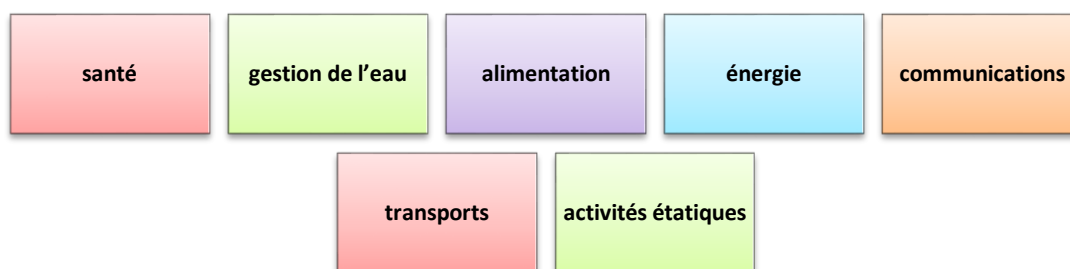 santé
gestion de l’eau
alimentation
énergie
communications
transports
activités étatiques